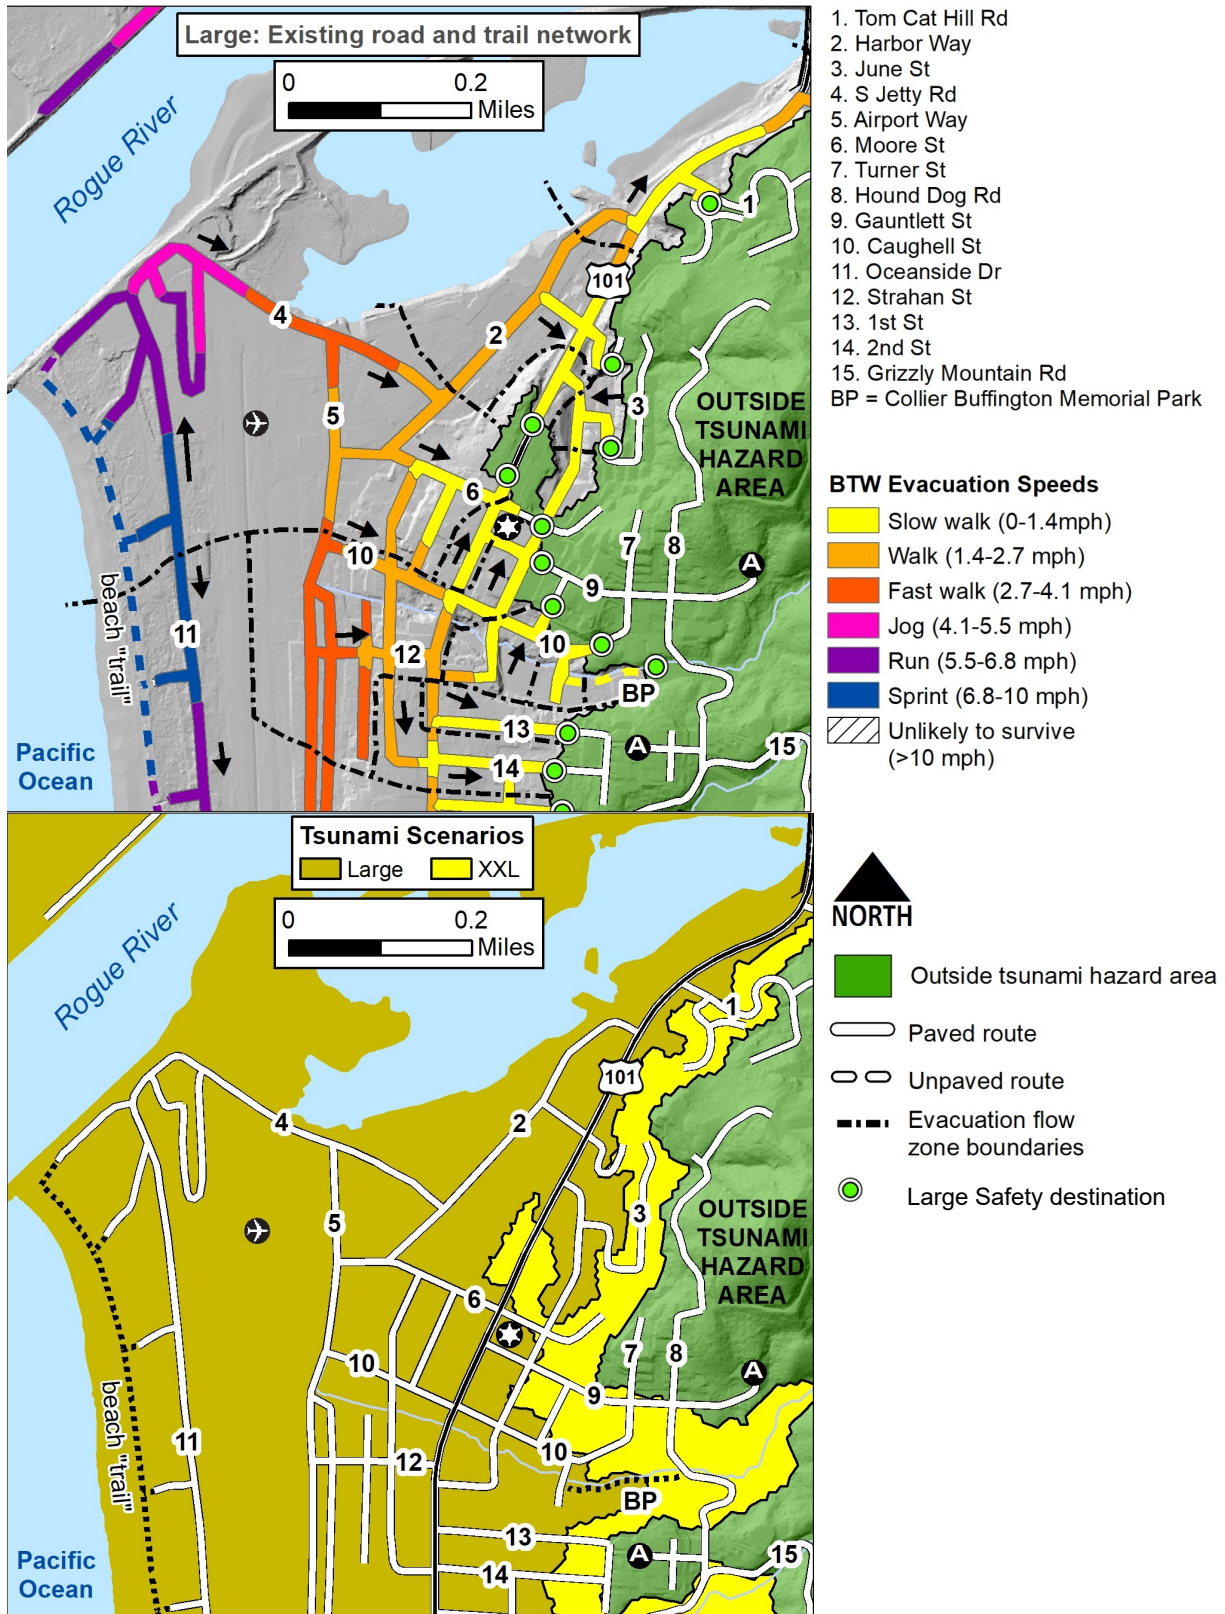 Large: Existing road and trail network
0 0.2
Miles
Rogue River
1
101
4
2
5
3
OUTSIDE
TSUNAMI
HAZARD
AREA
6
10
7
8
A
9
beach "trail"
11
12
10
BP
13
A
15
14
Pacific
Ocean
1. Tom Cat Hill Rd
2. Harbor Way
3. June St
4. S Jetty Rd
5. Airport Way
6. Moore St
7. Turner St
8. Hound Dog Rd
9. Gauntlett St
10. Caughell St
11. Oceanside Dr
12. Strahan St
13. 1st St
14. 2nd St
15. Grizzly Mountain Rd
BP = Collier Buffington Memorial Park
BTW Evacuation Speeds
Slow walk (0-1.4mph)
Walk (1.4-2.7 mph)
Fast walk (2.7-4.1 mph)
Jog (4.1-5.5 mph)
Run (5.5-6.8 mph)
Sprint (6.8-10 mph)
Unlikely to survive
(>10 mph)
Tsunami Scenarios
Large XXL
0 0.2
Miles
Rogue River
1
101
4
2
5
3
OUTSIDE
TSUNAMI
HAZARD
AREA
6
10
7
8
A
9
beach "trail"
11
12
10
BP
13
A
15
14
Pacific
Ocean
NORTH
Outside tsunami hazard area
Paved route
Unpaved route
Evacuation flow
zone boundaries
Large Safety destination